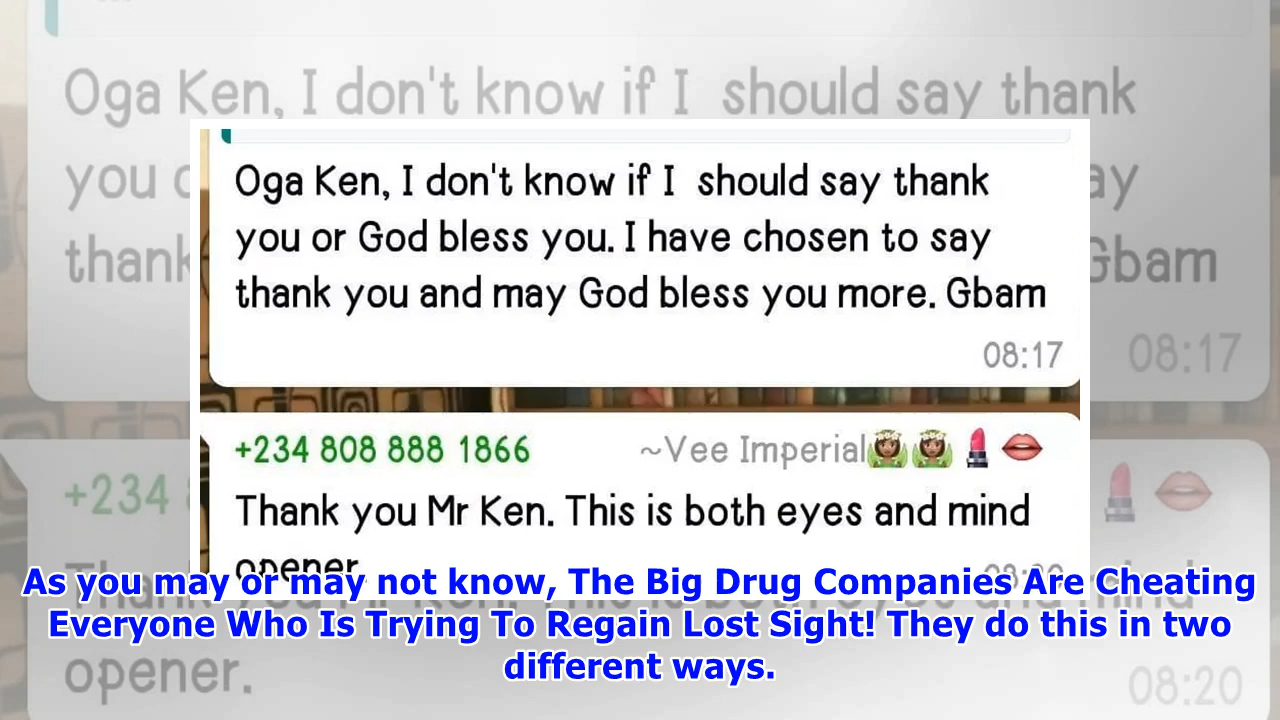 Oga Ken, I don't know if I should say thank
you or God bless you. I have chosen to say
thank you and may God bless you more. Gbam
08:17
+234 808 888 1866 ~Vee Imperial
Thank you Mr Ken. This is both eyes and mind
opener.
As you may or may not know, The Big Drug Companies Are Cheating
Everyone Who Is Trying To Regain Lost Sight! They do this in two
different ways.
08:20